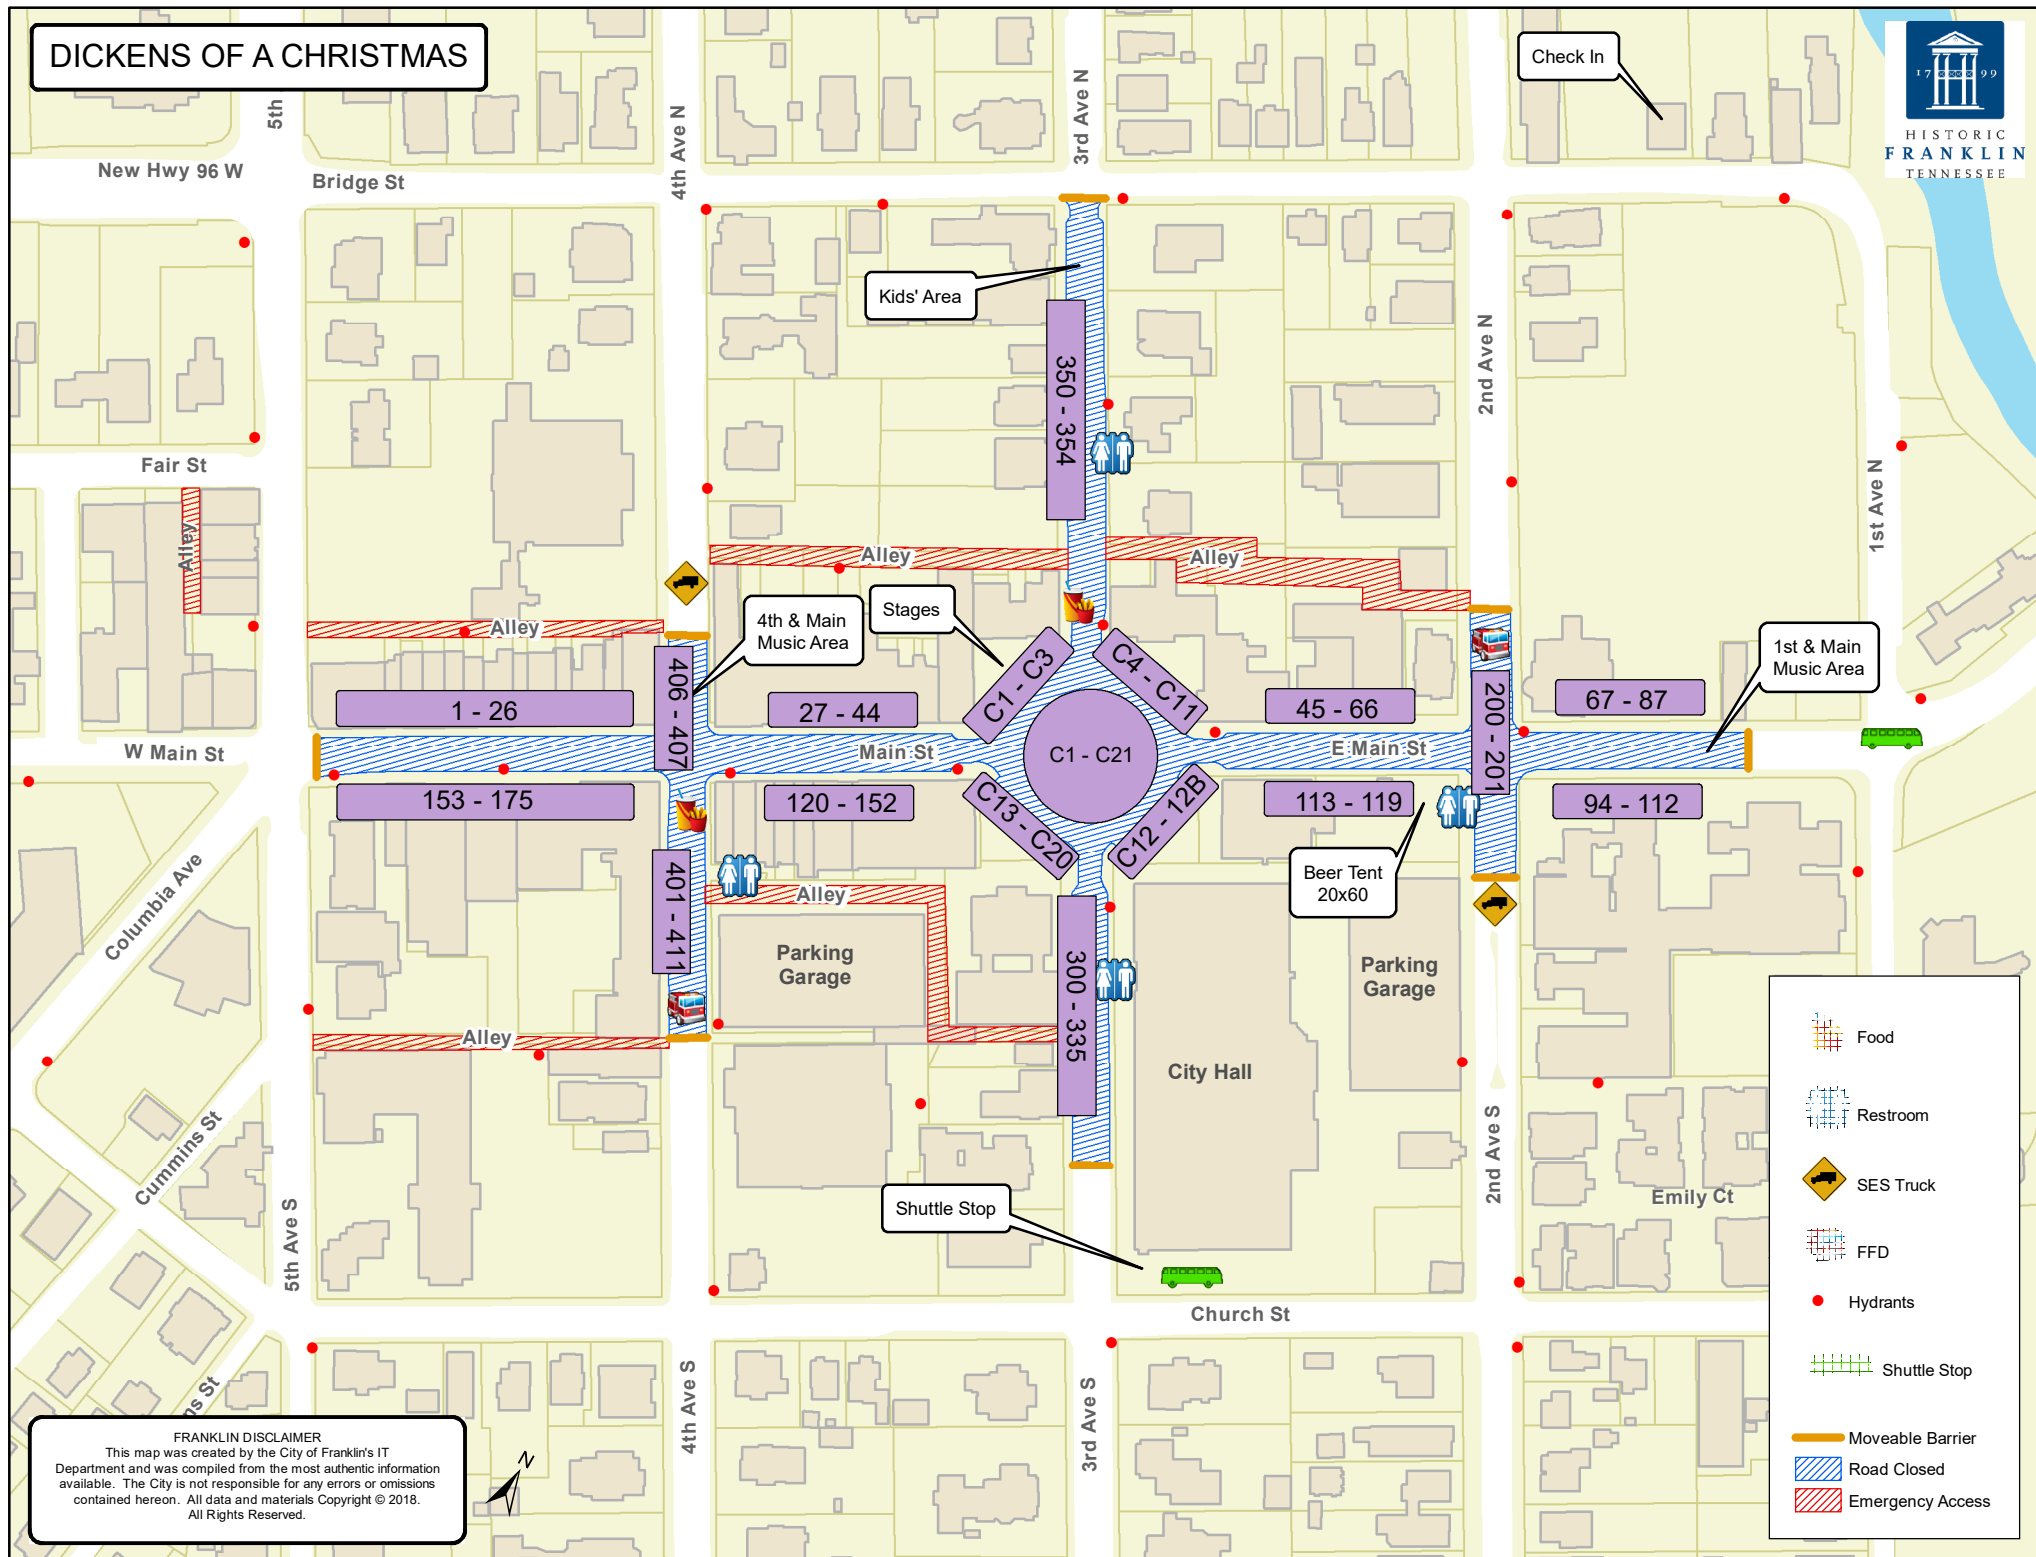 DICKENS OF A CHRISTMAS
Check In
17 99
HISTORIC
FRANKLIN
TENNESSEE
5th
4th Ave N
3rd Ave N
New Hwy 96 W
Bridge St
Kids' Area
350 - 354
2nd Ave N
1st Ave N
Fair St
Alley
Alley
Alley
Alley
4th & Main
Music Area
Stages
1st & Main
Music Area
406 - 407
C1 - C3
C4 - C11
200 - 201
1 - 26
27 - 44
45 - 66
67 - 87
W Main St
Main St
C1 - C21
E Main St
153 - 175
120 - 152
C13 - C20
C12 - 12B
113 - 119
94 - 112
Columbia Ave
401 - 411
Alley
Beer Tent
20x60
Parking
Garage
300 - 335
Parking
Garage
Alley
City Hall
Cummins St
5th Ave S
Shuttle Stop
2nd Ave S
Emily Ct
Church St
4th Ave S
3rd Ave S
ns St
Food
Restroom
SES Truck
FFD
Hydrants
Shuttle Stop
Moveable Barrier
Road Closed
Emergency Access
FRANKLIN DISCLAIMER
This map was created by the City of Franklin's IT
Department and was compiled from the most authentic information
available. The City is not responsible for any errors or omissions
contained hereon. All data and materials Copyright © 2018.
All Rights Reserved.
N